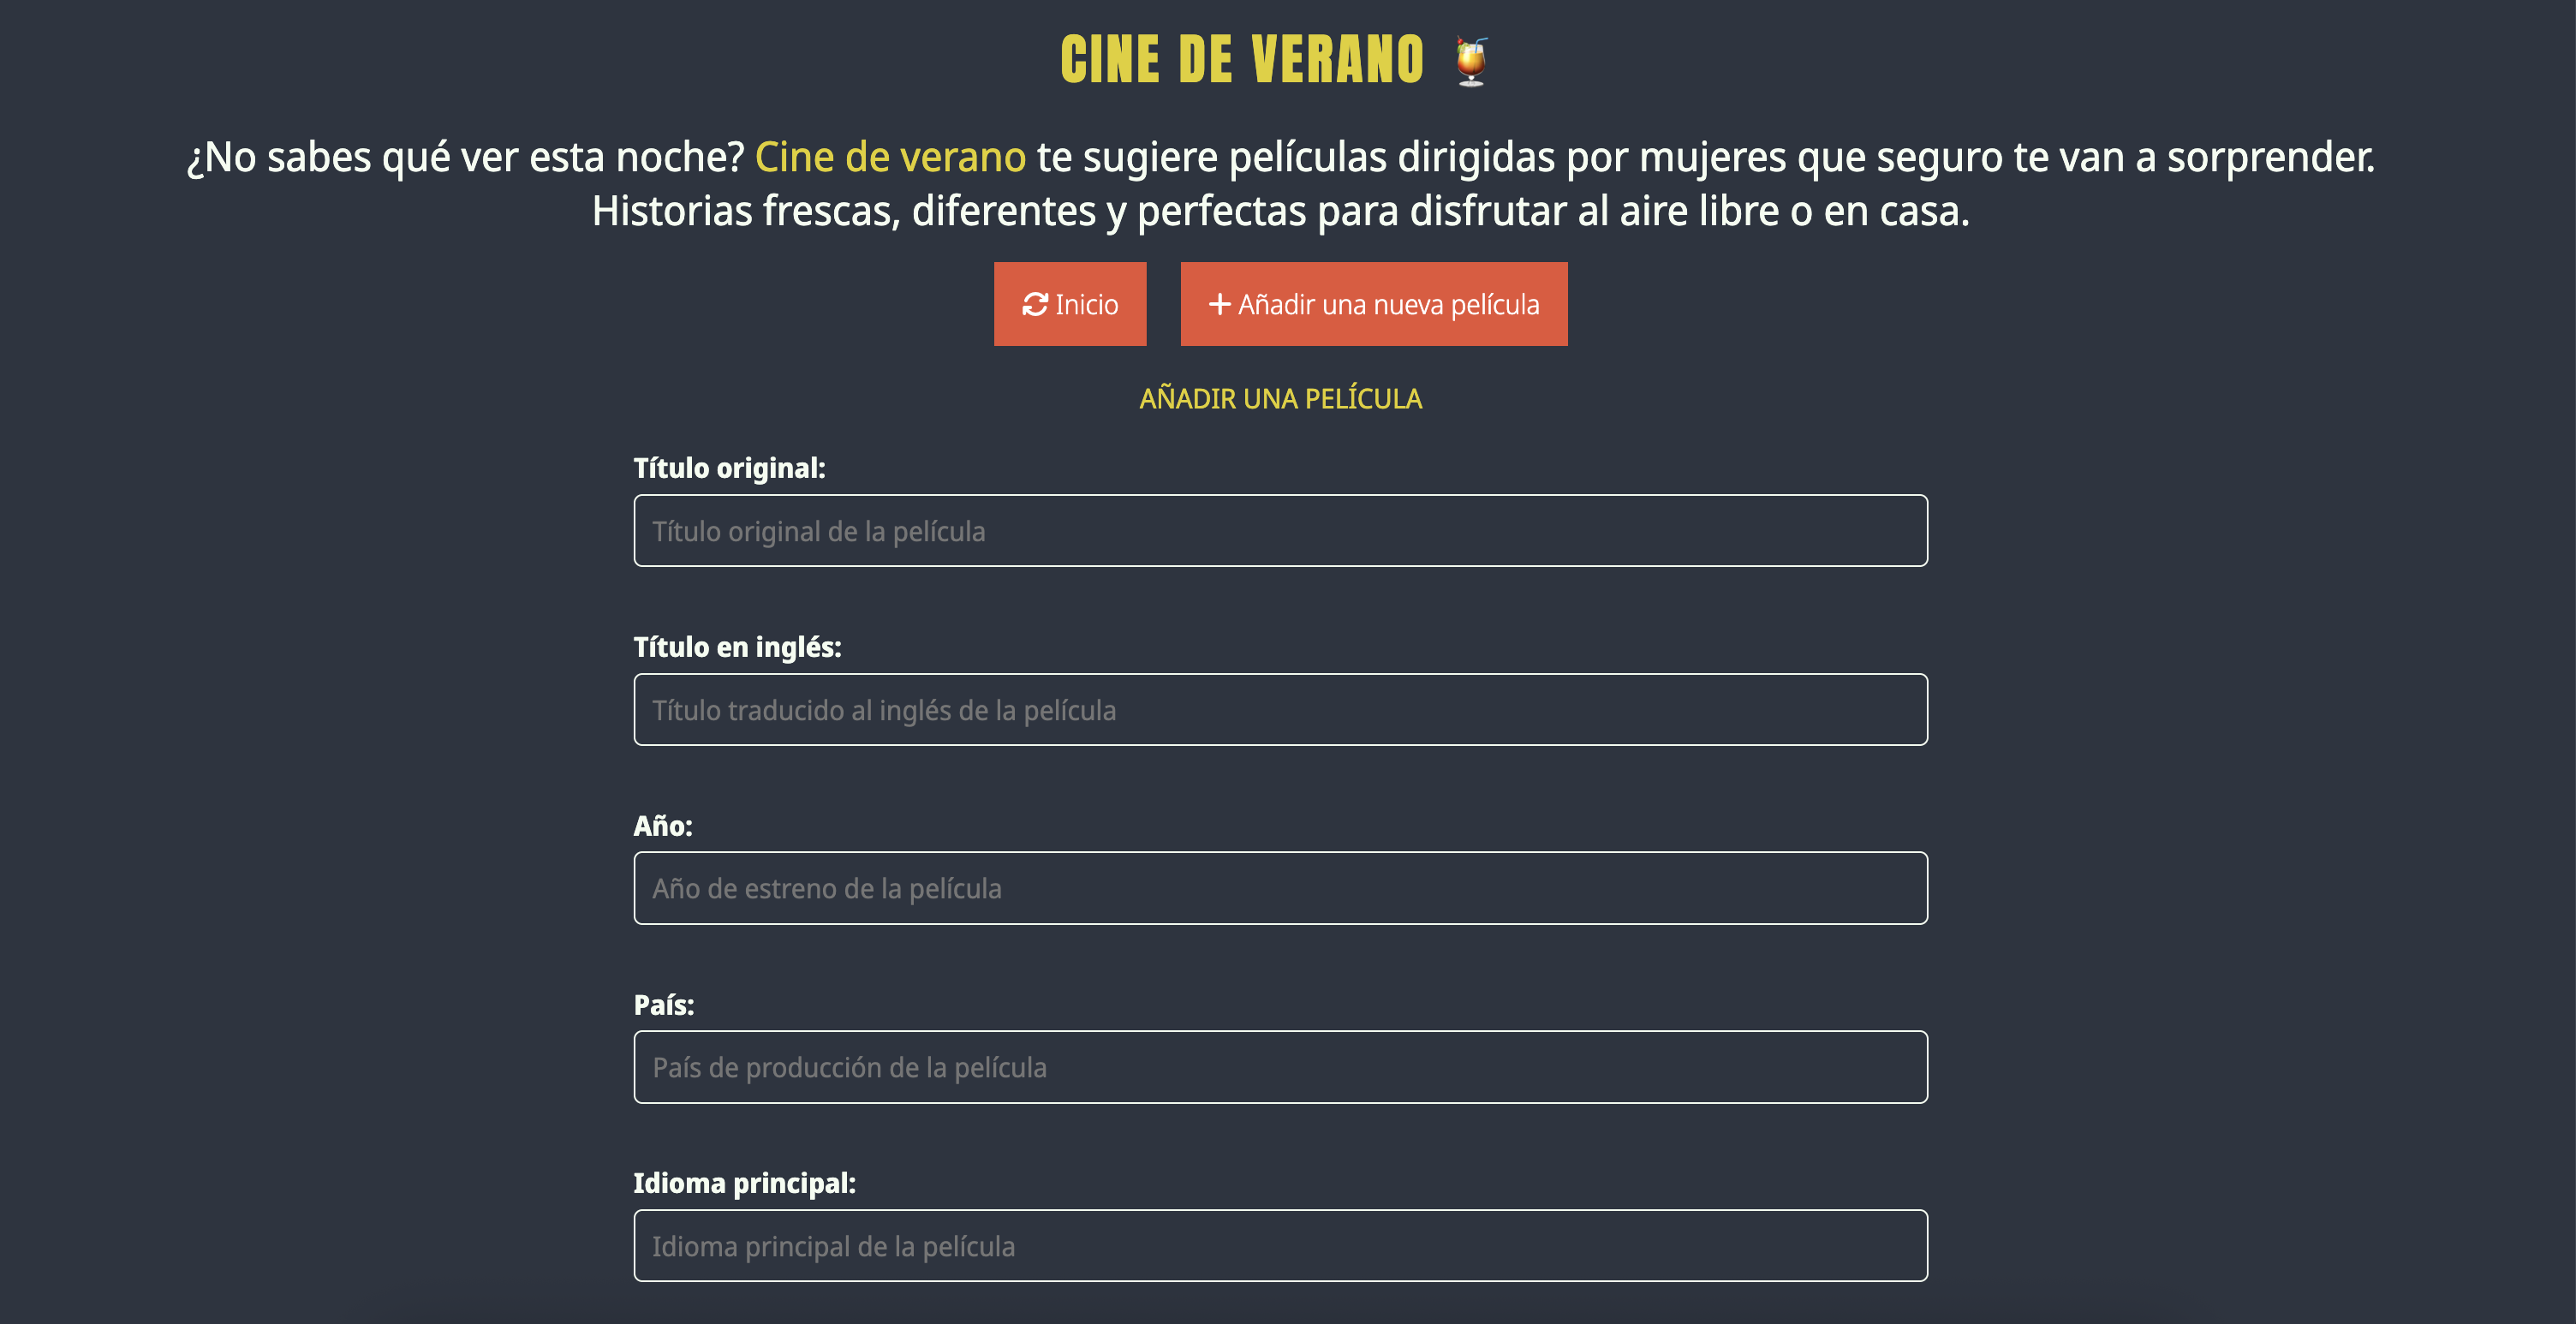 CINE DE VERANO 🍹
¿No sabes qué ver esta noche? Cine de verano te sugiere películas dirigidas por mujeres que seguro te van a sorprender.
Historias frescas, diferentes y perfectas para disfrutar al aire libre o en casa.
Inicio
Añadir una nueva película
AÑADIR UNA PELÍCULA
Título original:
Título original de la película
Título en inglés:
Título traducido al inglés de la película
Año:
Año de estreno de la película
País:
País de producción de la película
Idioma principal:
Idioma principal de la película